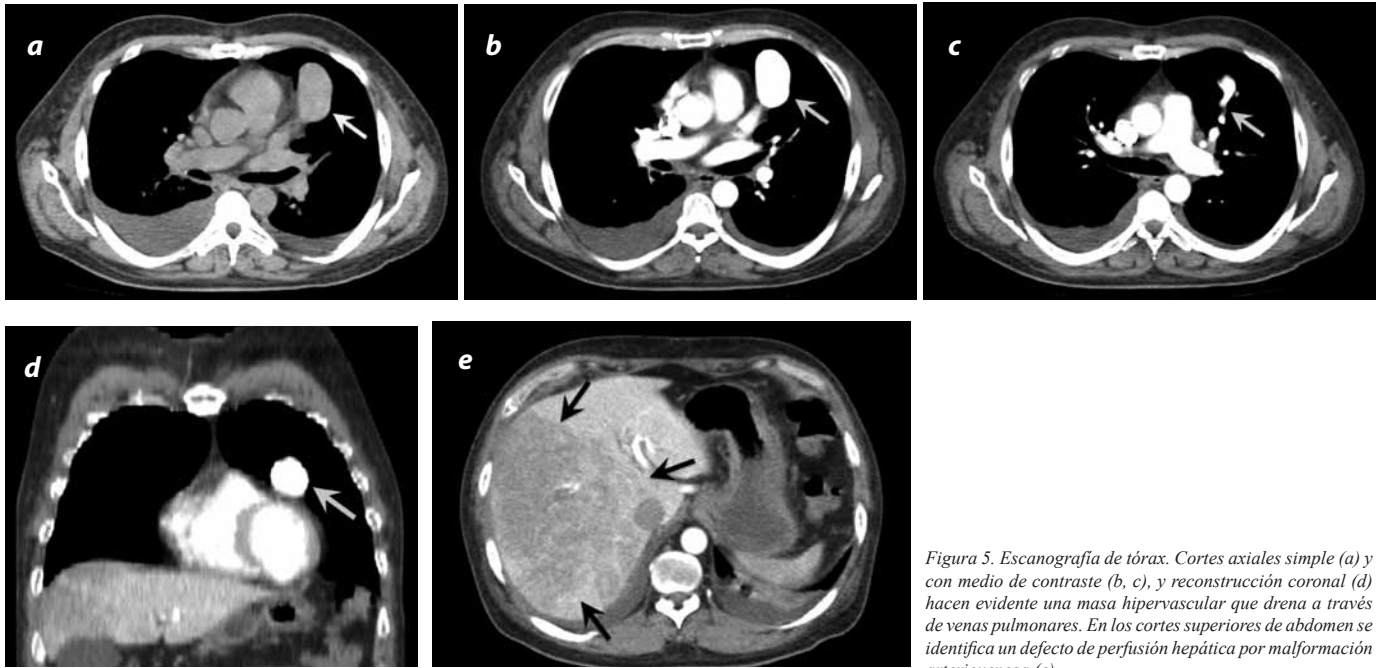 a
b
c
d
e
Figura 5. Escanografía de tórax. Cortes axiales simple (a) y
con medio de contraste (b, c), y reconstrucción coronal (d)
hacen evidente una masa hipervascular que drena a través
de venas pulmonares. En los cortes superiores de abdomen se
identifica un defecto de perfusión hepática por malformación